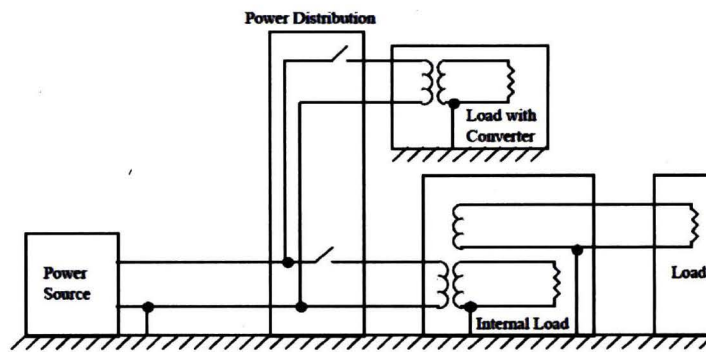 Power Distribution
Load with
Converter
Power
Source
Load
Internal Load